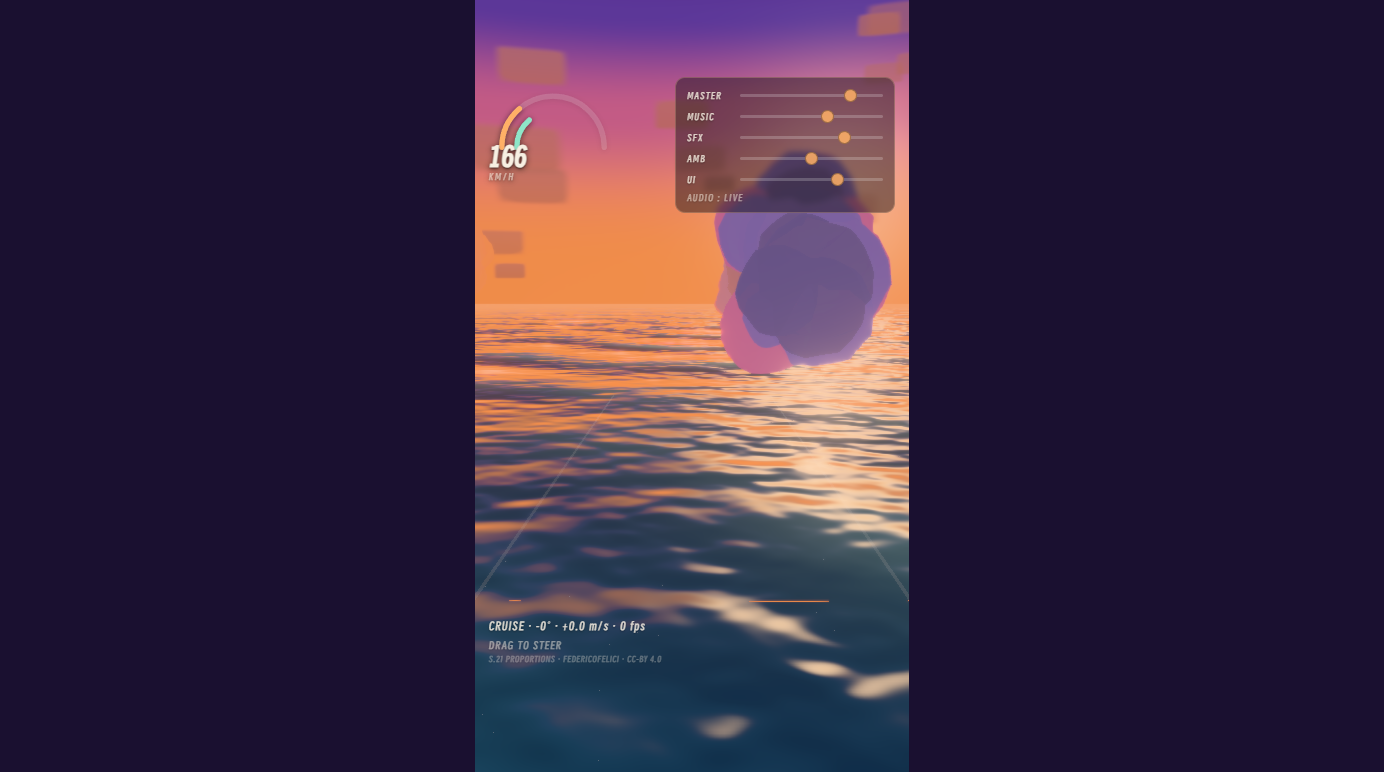 166
KM/H
MASTER
MUSIC
SFX
AMB
UI
AUDIO : LIVE
CRUISE · -0° · +0.0 m/s · 0 fps
DRAG TO STEER
S.21 PROPORTIONS · FEDERICOFELICI · CC-BY 4.0